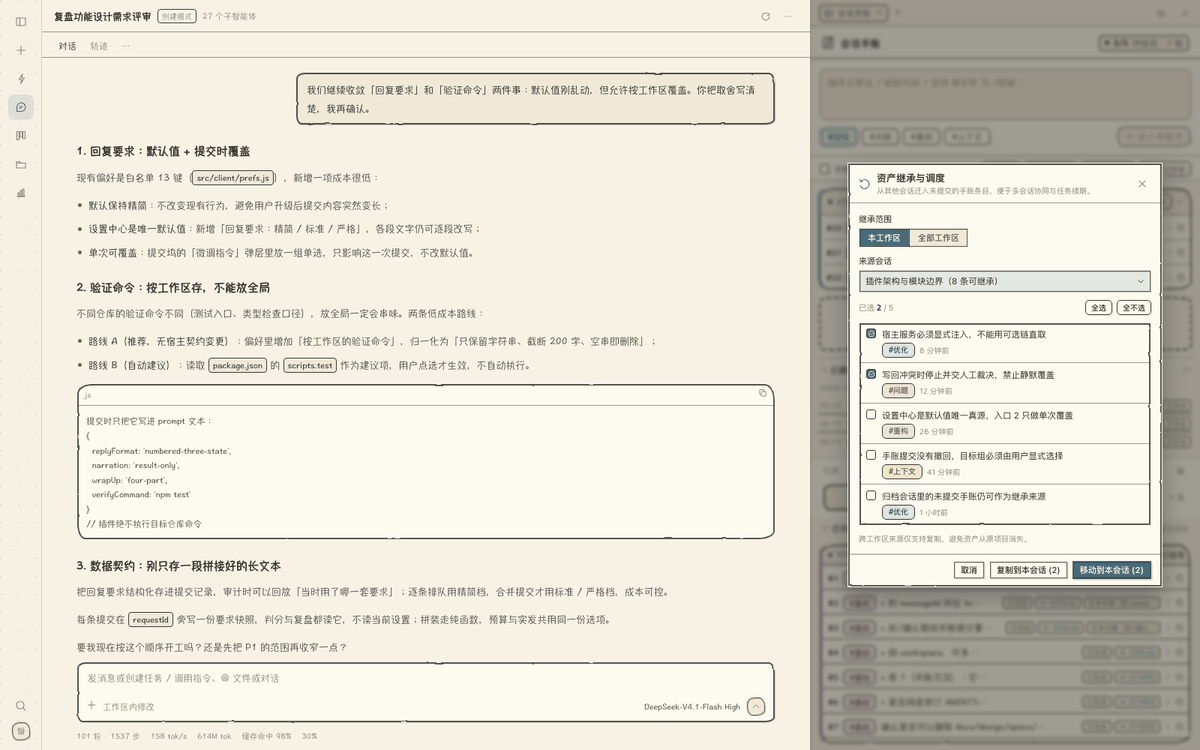 复盘功能设计需求评审 创建模式 27 个子智能体
对话 轨迹 ···
我们继续收敛「回复要求」和「验证命令」两件事：默认值别乱动，但允许按工作区覆盖。你把取舍写清
楚，我再确认。
1. 回复要求：默认值 + 提交时覆盖
现有偏好是白名单 13 键（src/client/prefs.js），新增一项成本很低：
• 默认保持精简：不改变现有行为，避免用户升级后提交内容突然变长；
• 设置中心是唯一默认值：新增「回复要求：精简 / 标准 / 严格」，各段文字仍可逐段改写；
• 单次可覆盖：提交坞的「微调指令」弹层里放一组单选，只影响这一次提交，不改默认值。
2. 验证命令：按工作区存，不能放全局
不同仓库的验证命令不同（测试入口、类型检查口径），放全局一定会串味。两条低成本路线：
• 路线 A（推荐，无宿主契约变更）：偏好里增加「按工作区的验证命令」，归一化为「只保留字符串、截断 200 字、空串即删除」；
• 路线 B（自动建议）：读取 package.json 的 scripts.test 作为建议项，用户点选才生效，不自动执行。
js
提交时只把它写进 prompt 文本：
{
replyFormat: 'numbered-three-state',
narration: 'result-only',
wrapUp: 'four-part',
verifyCommand: 'npm test'
}
// 插件绝不执行目标仓库命令
3. 数据契约：别只存一段拼接好的长文本
把回复要求结构化存进提交记录，审计时可以回放「当时用了哪一套要求」；逐条排队用精简档，合并提交才用标准 / 严格档，成本可控。
每条提交在 requestId 旁写一份要求快照，判分与复盘都读它，不读当前设置；拼装走纯函数，预算与突发共用同一份选项。
要我现在按这个顺序开工吗？还是先把 P1 的范围再收窄一点？
发消息或创建任务 / 调用指令、@ 文件或对话
工作区内修改
DeepSeek-V4.1-Flash High
101 轮 · 1537 步 158 tok/s 614M tok 缓存命中 98% 30%
资产继承与调度
从其他会话迁入未提交的手账条目，便于多会话协同与任务续期。
继承范围
本工作区 全部工作区
来源会话
插件架构与模块边界（8 条可继承）
已选 2 / 5 全选 全不选
宿主服务必须显式注入，不能用可选链直取
#优化 8 分钟前
写回冲突时停止并交人工裁决，禁止静默覆盖
#问题 12 分钟前
设置中心是默认值唯一真源，入口 2 只做单次覆盖
#重构 26 分钟前
手账提交没有撤回，目标组必须由用户显式选择
#上下文 41 分钟前
归档会话里的未提交手账仍可作为继承来源
#优化 1 小时前
跨工作区来源仅支持复制，避免资产从原项目消失。
取消 复制到本会话 (2) 移动到本会话 (2)